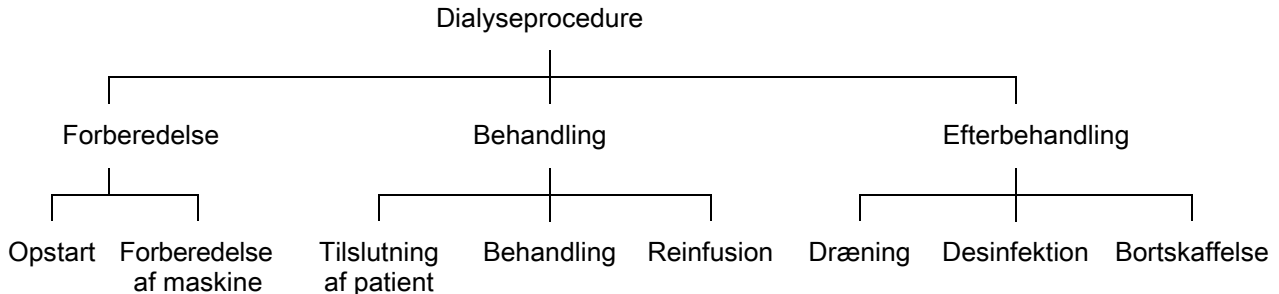 Dialyseprocedure
Forberedelse
Behandling
Efterbehandling
Opstart
Forberedelse
af maskine
Tilslutning
af patient
Behandling
Reinfusion
Dræning
Desinfektion
Bortskaffelse